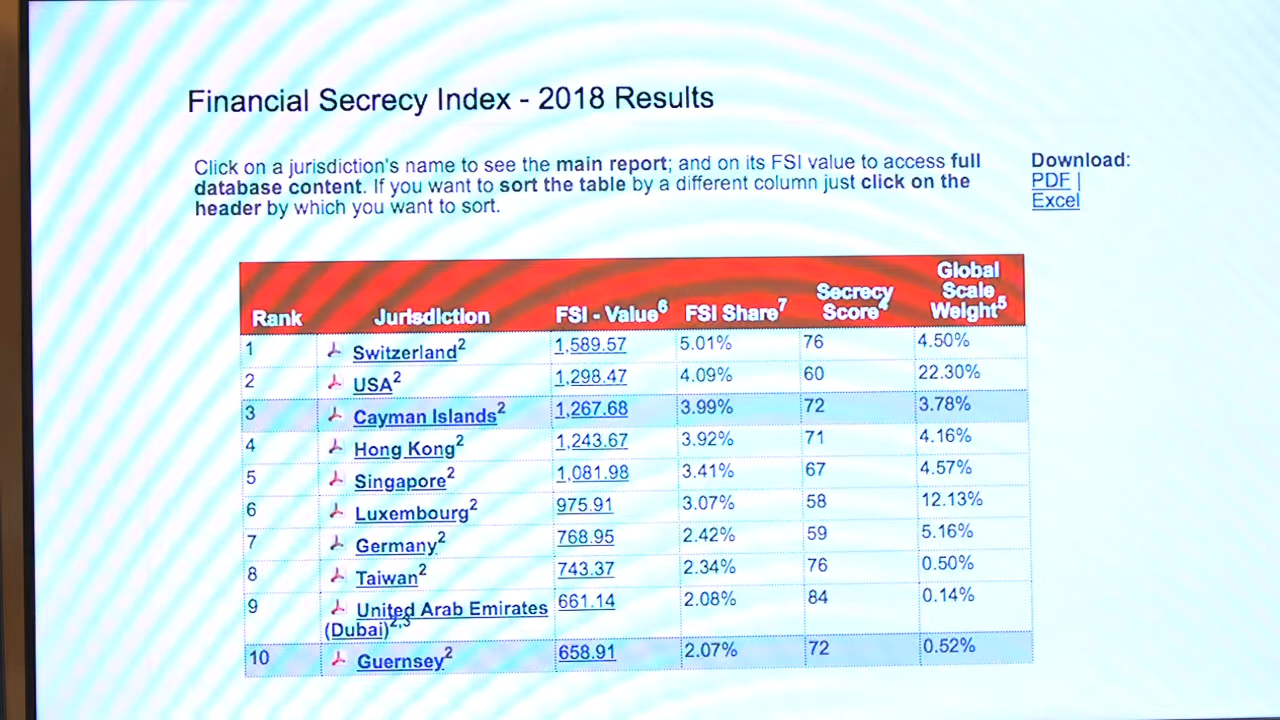 Financial Secrecy Index - 2018 Results
Click on a jurisdiction's name to see the main report; and on its FSI value to access full
database content. If you want to sort the table by a different column just click on the
header by which you want to sort.
Download:
PDF |
Excel
Rank Jurisdiction FSI - Value6 FSI Share7 Secrecy Score4 Global Scale Weight5
1 Switzerland2 1,589.57 5.01% 76 4.50%
2 USA2 1,298.47 4.09% 60 22.30%
3 Cayman Islands2 1,267.68 3.99% 72 3.78%
4 Hong Kong2 1,243.67 3.92% 71 4.16%
5 Singapore2 1,081.98 3.41% 67 4.57%
6 Luxembourg2 975.91 3.07% 58 12.13%
7 Germany2 768.95 2.42% 59 5.16%
8 Taiwan2 743.37 2.34% 76 0.50%
9 United Arab Emirates (Dubai)2,3 661.14 2.08% 84 0.14%
10 Guernsey2 658.91 2.07% 72 0.52%